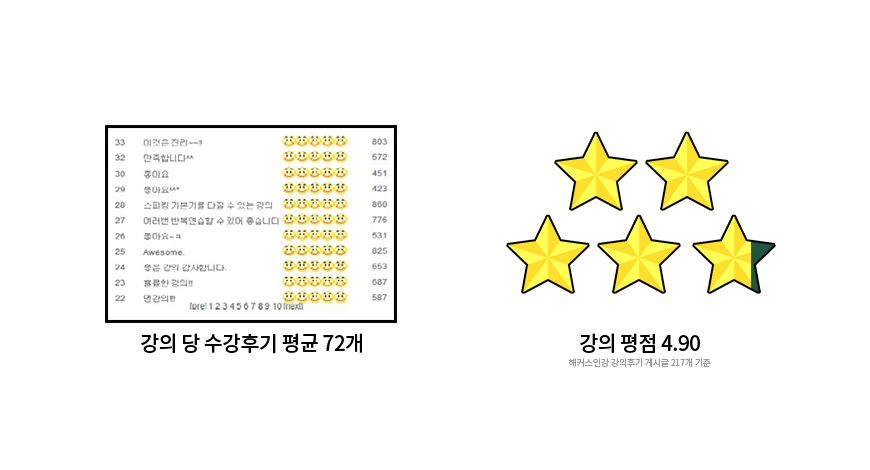 33 이것은 진리~~!! 803
32 만족합니다^^ 572
30 좋아요 451
29 좋아요^^* 423
28 스피킹 기본기를 다질 수 있는 강의 860
27 여러번 반복연습할 수 있어 좋습니다 776
26 좋아요~ㅋ 531
25 Awesome. 825
24 좋은 강의 감사합니다. 653
23 훌륭한 강의!! 687
22 명강의!!! 587
[pre] 1 2 3 4 5 6 7 8 9 10 [next]
강의 당 수강후기 평균 72개
강의 평점 4.90
해커스인강 강의후기 게시글 217개 기준